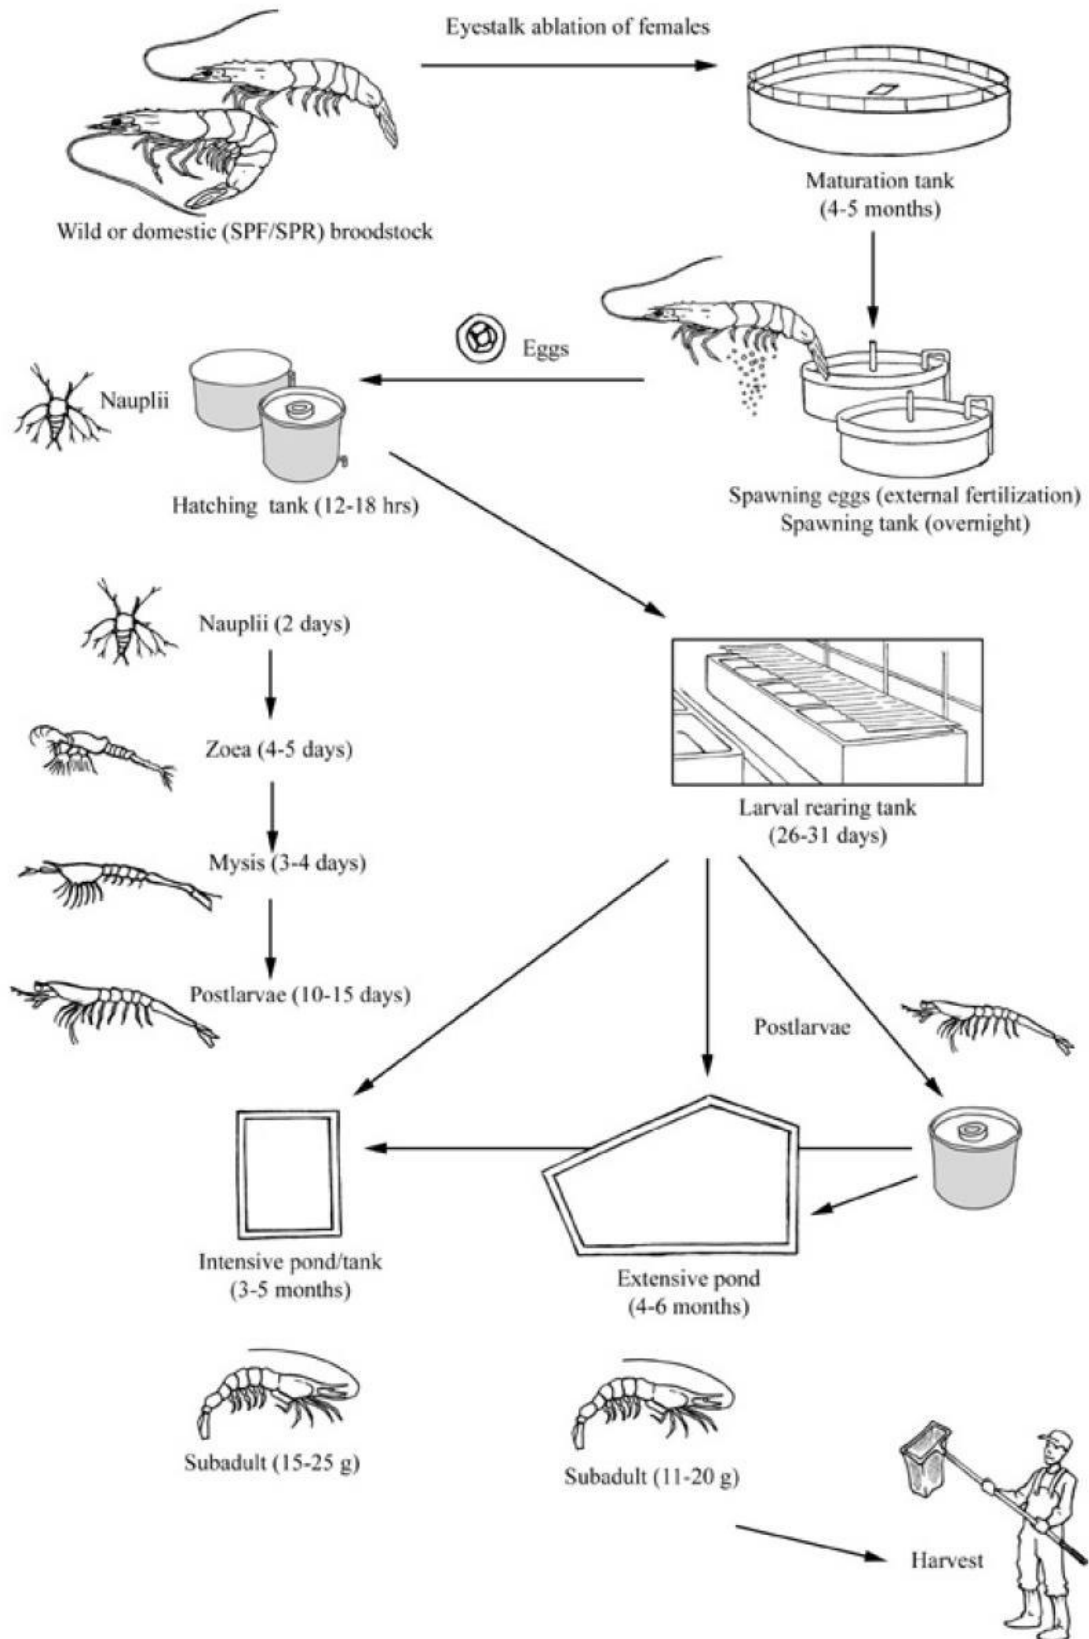 Eyestalk ablation of females
Maturation tank
(4-5 months)
Wild or domestic (SPF/SPR) broodstock
Eggs
Nauplii
Hatching tank (12-18 hrs)
Spawning eggs (external fertilization)
Spawning tank (overnight)
Nauplii (2 days)
Zoea (4-5 days)
Larval rearing tank
(26-31 days)
Mysis (3-4 days)
Postlarvae (10-15 days)
Postlarvae
Intensive pond/tank
(3-5 months)
Extensive pond
(4-6 months)
Subadult (15-25 g)
Subadult (11-20 g)
Harvest